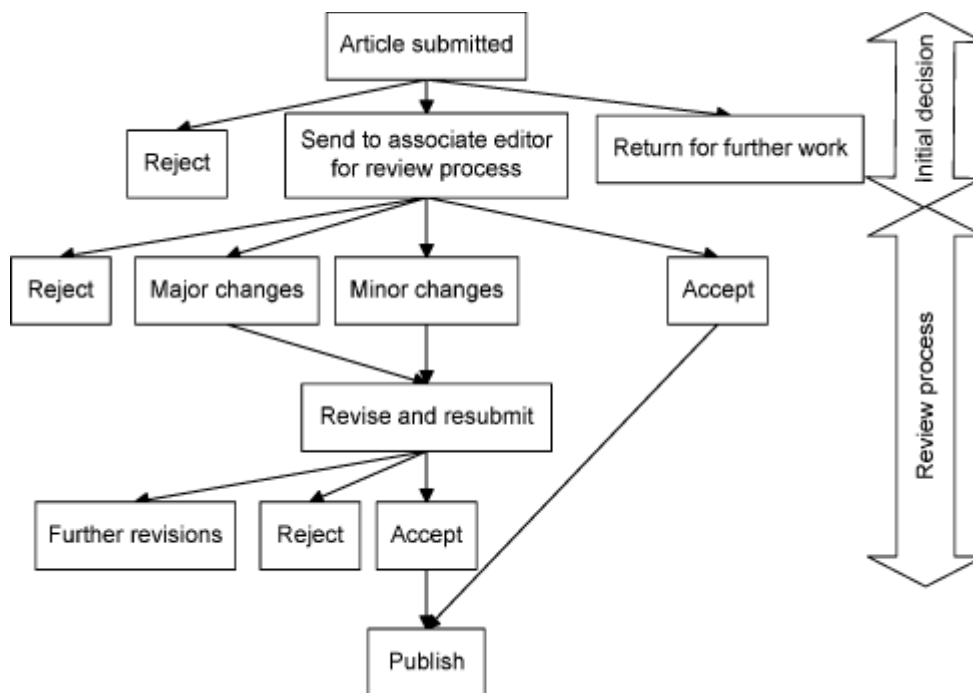 Article submitted
Reject
Send to associate editor
for review process
Return for further work
Initial decision
Reject
Major changes
Minor changes
Accept
Revise and resubmit
Review process
Further revisions
Reject
Accept
Publish